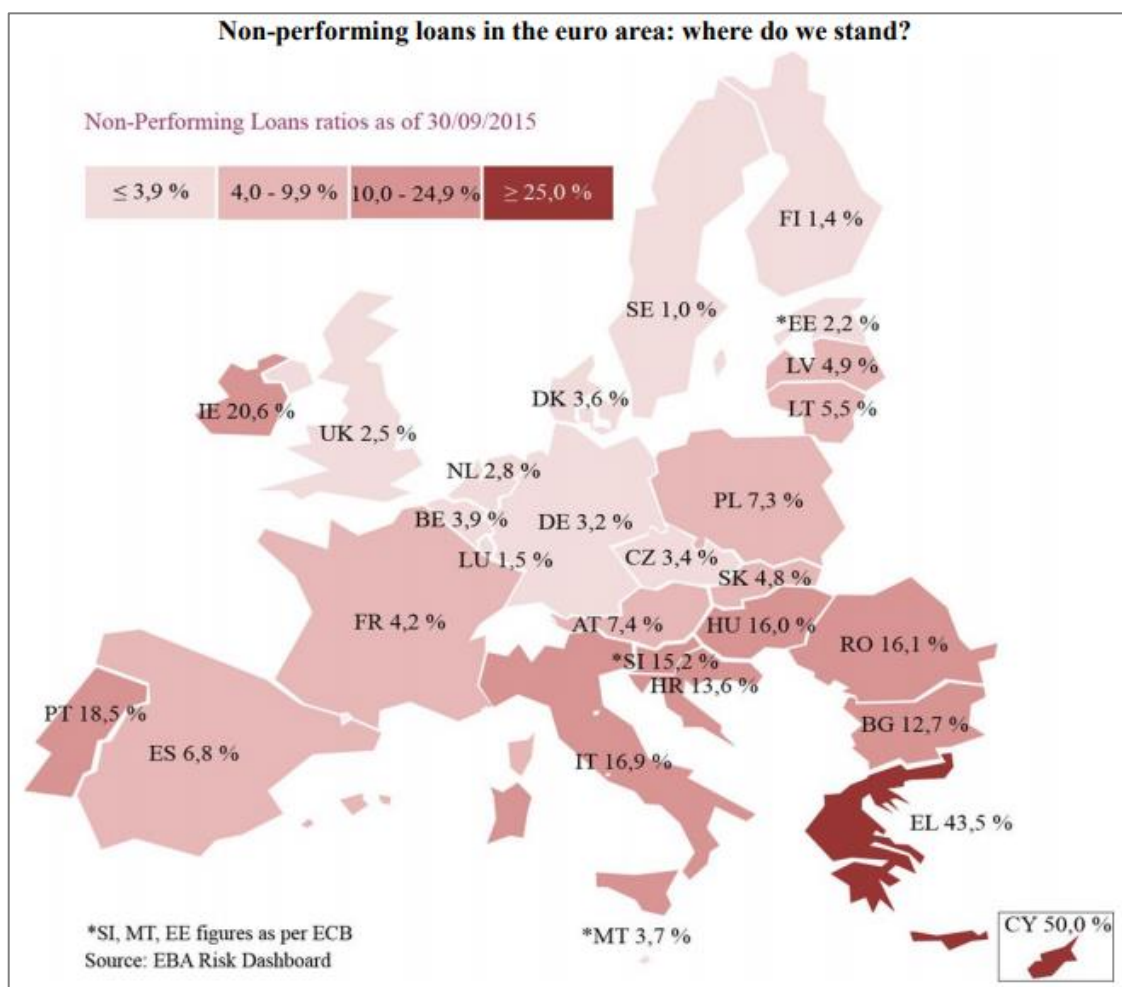 Non-performing loans in the euro area: where do we stand?
Non-Performing Loans ratios as of 30/09/2015
≤ 3,9 %
4,0 - 9,9 %
10,0 - 24,9 %
≥ 25,0 %
FI 1,4 %
SE 1,0 %
*EE 2,2 %
LV 4,9 %
DK 3,6 %
LT 5,5 %
IE 20,6 %
UK 2,5 %
NL 2,8 %
PL 7,3 %
BE 3,9 %
DE 3,2 %
LU 1,5 %
CZ 3,4 %
SK 4,8 %
FR 4,2 %
AT 7,4 %
HU 16,0 %
RO 16,1 %
*SI 15,2 %
HR 13,6 %
PT 18,5 %
BG 12,7 %
ES 6,8 %
IT 16,9 %
EL 43,5 %
CY 50,0 %
*MT 3,7 %
*SI, MT, EE figures as per ECB
Source: EBA Risk Dashboard